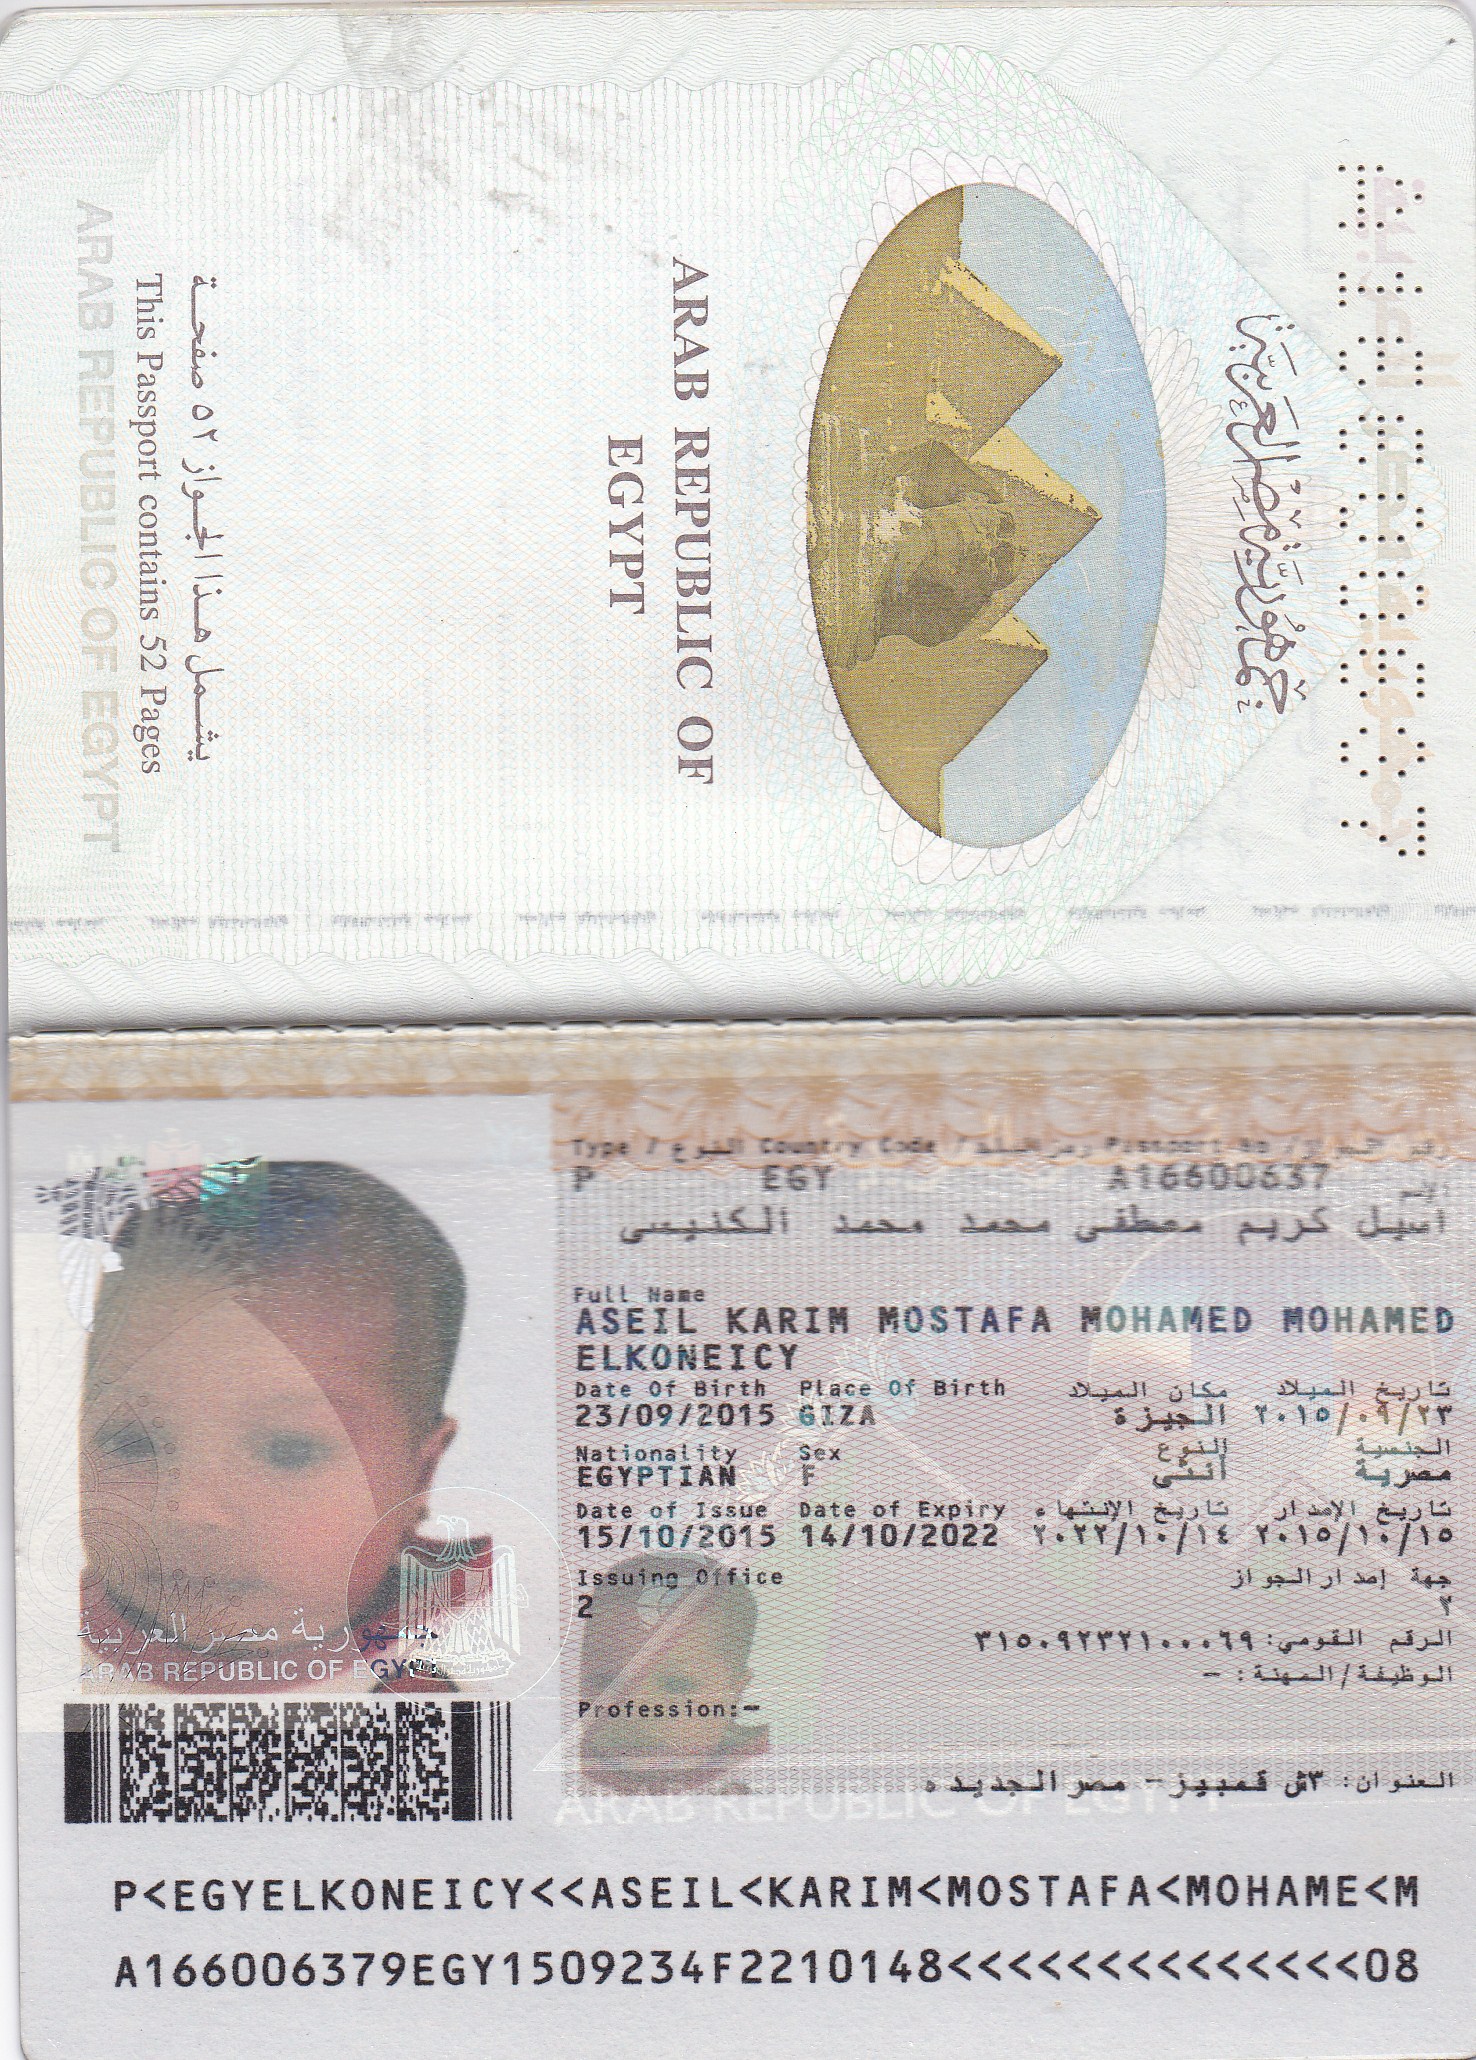 جمهورية مصر العربية
ARAB REPUBLIC OF
EGYPT
يشمل هذا الجواز ٥٢ صفحة
This Passport contains 52 Pages
ARAB REPUBLIC OF EGYPT
Type / النوع Country Code / رمز الدولة Passport No / رقم الجواز
P EGY A16600637
الاسم
اسيل كريم مصطفى محمد محمد الكنيسى
Full Name
ASEIL KARIM MOSTAFA MOHAMED MOHAMED
ELKONEICY
Date Of Birth Place Of Birth مكان الميلاد تاريخ الميلاد
23/09/2015 GIZA الجيزة ٢٠١٥/٠٩/٢٣
Nationality Sex النوع الجنسية
EGYPTIAN F أنثى مصرية
Date of Issue Date of Expiry تاريخ الإنتهاء تاريخ الإصدار
15/10/2015 14/10/2022 ٢٠٢٢/١٠/١٤ ٢٠١٥/١٠/١٥
Issuing Office جهة إصدار الجواز
2 ٢
الرقم القومي: ٣١٥٠٩٢٣٢١٠٠٠٦٩
الوظيفة/المهنة: -
Profession:-
العنوان: ٣ش قمبيز - مصر الجديده
جمهورية مصر العربية
ARAB REPUBLIC OF EGYPT
ARAB REPUBLIC OF EGYPT
P<EGYELKONEICY<<ASEIL<KARIM<MOSTAFA<MOHAME<M
A166006379EGY1509234F2210148<<<<<<<<<<<<<<08